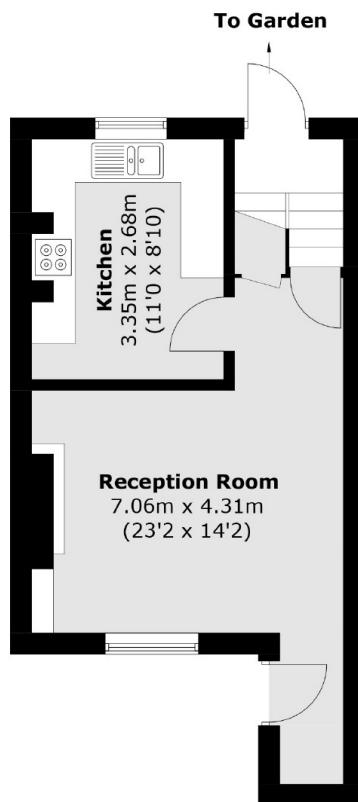 To Garden
Kitchen
3.35m x 2.68m
(11'0 x 8'10)
Reception Room
7.06m x 4.31m
(23'2 x 14'2)